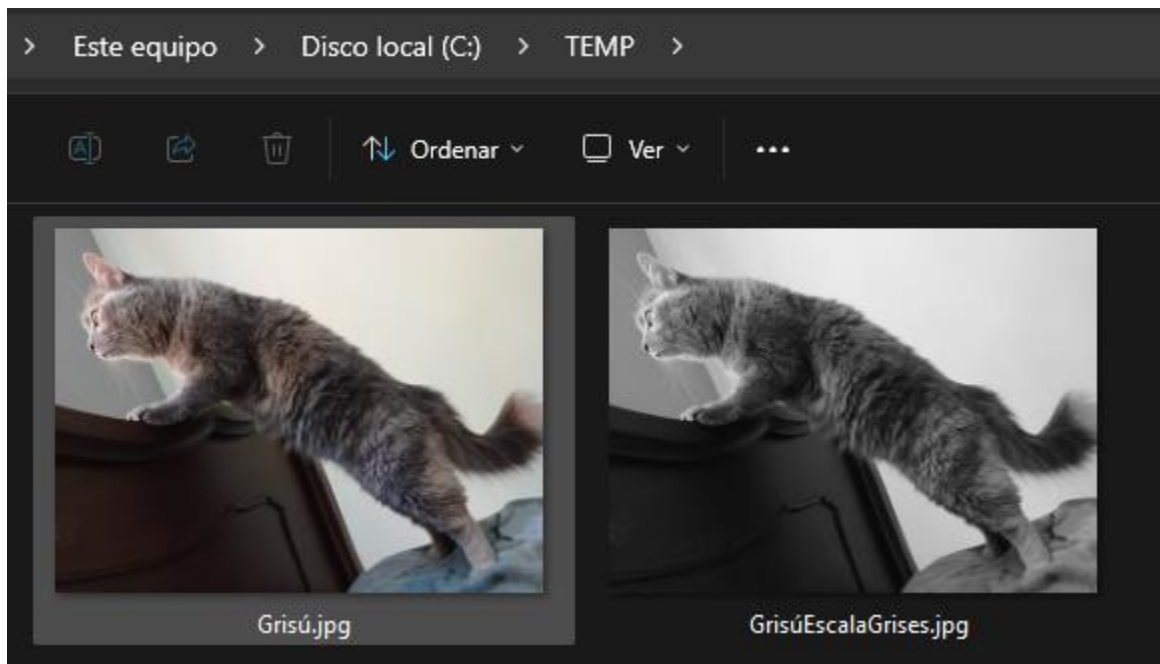 > Este equipo > Disco local (C:) > TEMP >
Ordenar Ver
Grisú.jpg GrisúEscalaGrises.jpg